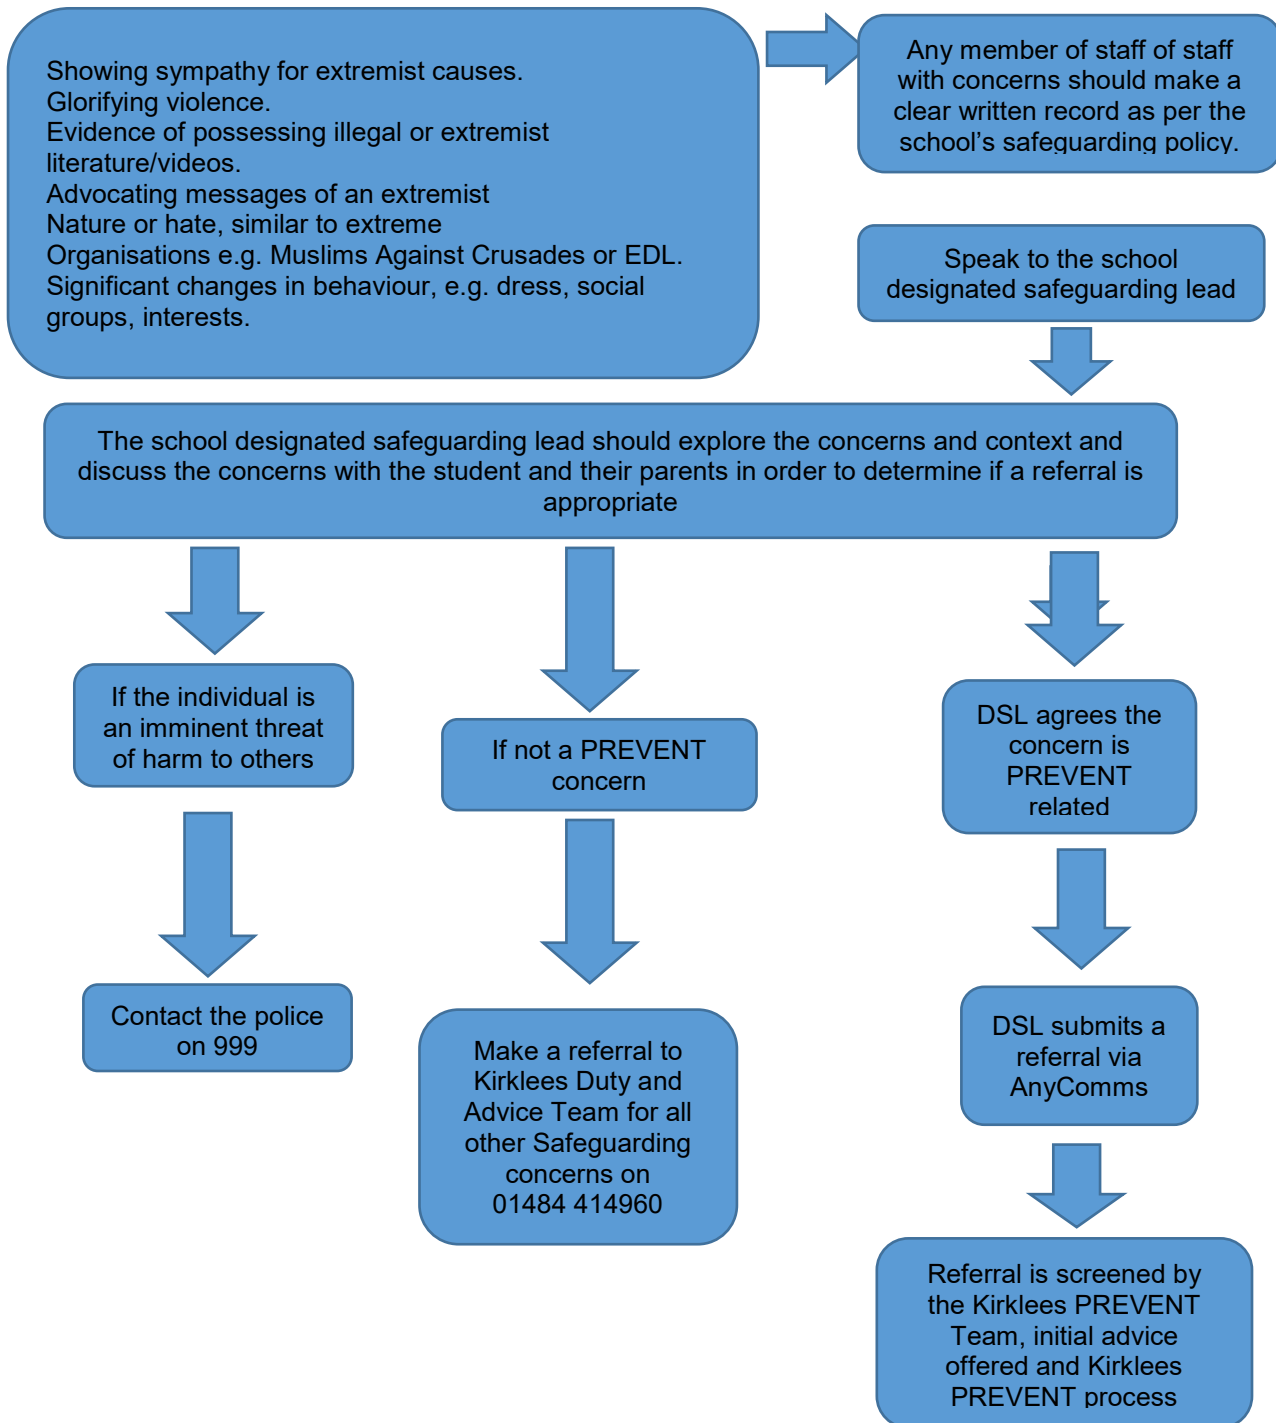 Showing sympathy for extremist causes.
Glorifying violence.
Evidence of possessing illegal or extremist
literature/videos.
Advocating messages of an extremist
Nature or hate, similar to extreme
Organisations e.g. Muslims Against Crusades or EDL.
Significant changes in behaviour, e.g. dress, social
groups, interests.
Any member of staff of staff
with concerns should make a
clear written record as per the
school’s safeguarding policy.
Speak to the school
designated safeguarding lead
The school designated safeguarding lead should explore the concerns and context and
discuss the concerns with the student and their parents in order to determine if a referral is
appropriate
If the individual is
an imminent threat
of harm to others
If not a PREVENT
concern
DSL agrees the
concern is
PREVENT
related
Contact the police
on 999
Make a referral to
Kirklees Duty and
Advice Team for all
other Safeguarding
concerns on
01484 414960
DSL submits a
referral via
AnyComms
Referral is screened by
the Kirklees PREVENT
Team, initial advice
offered and Kirklees
PREVENT process